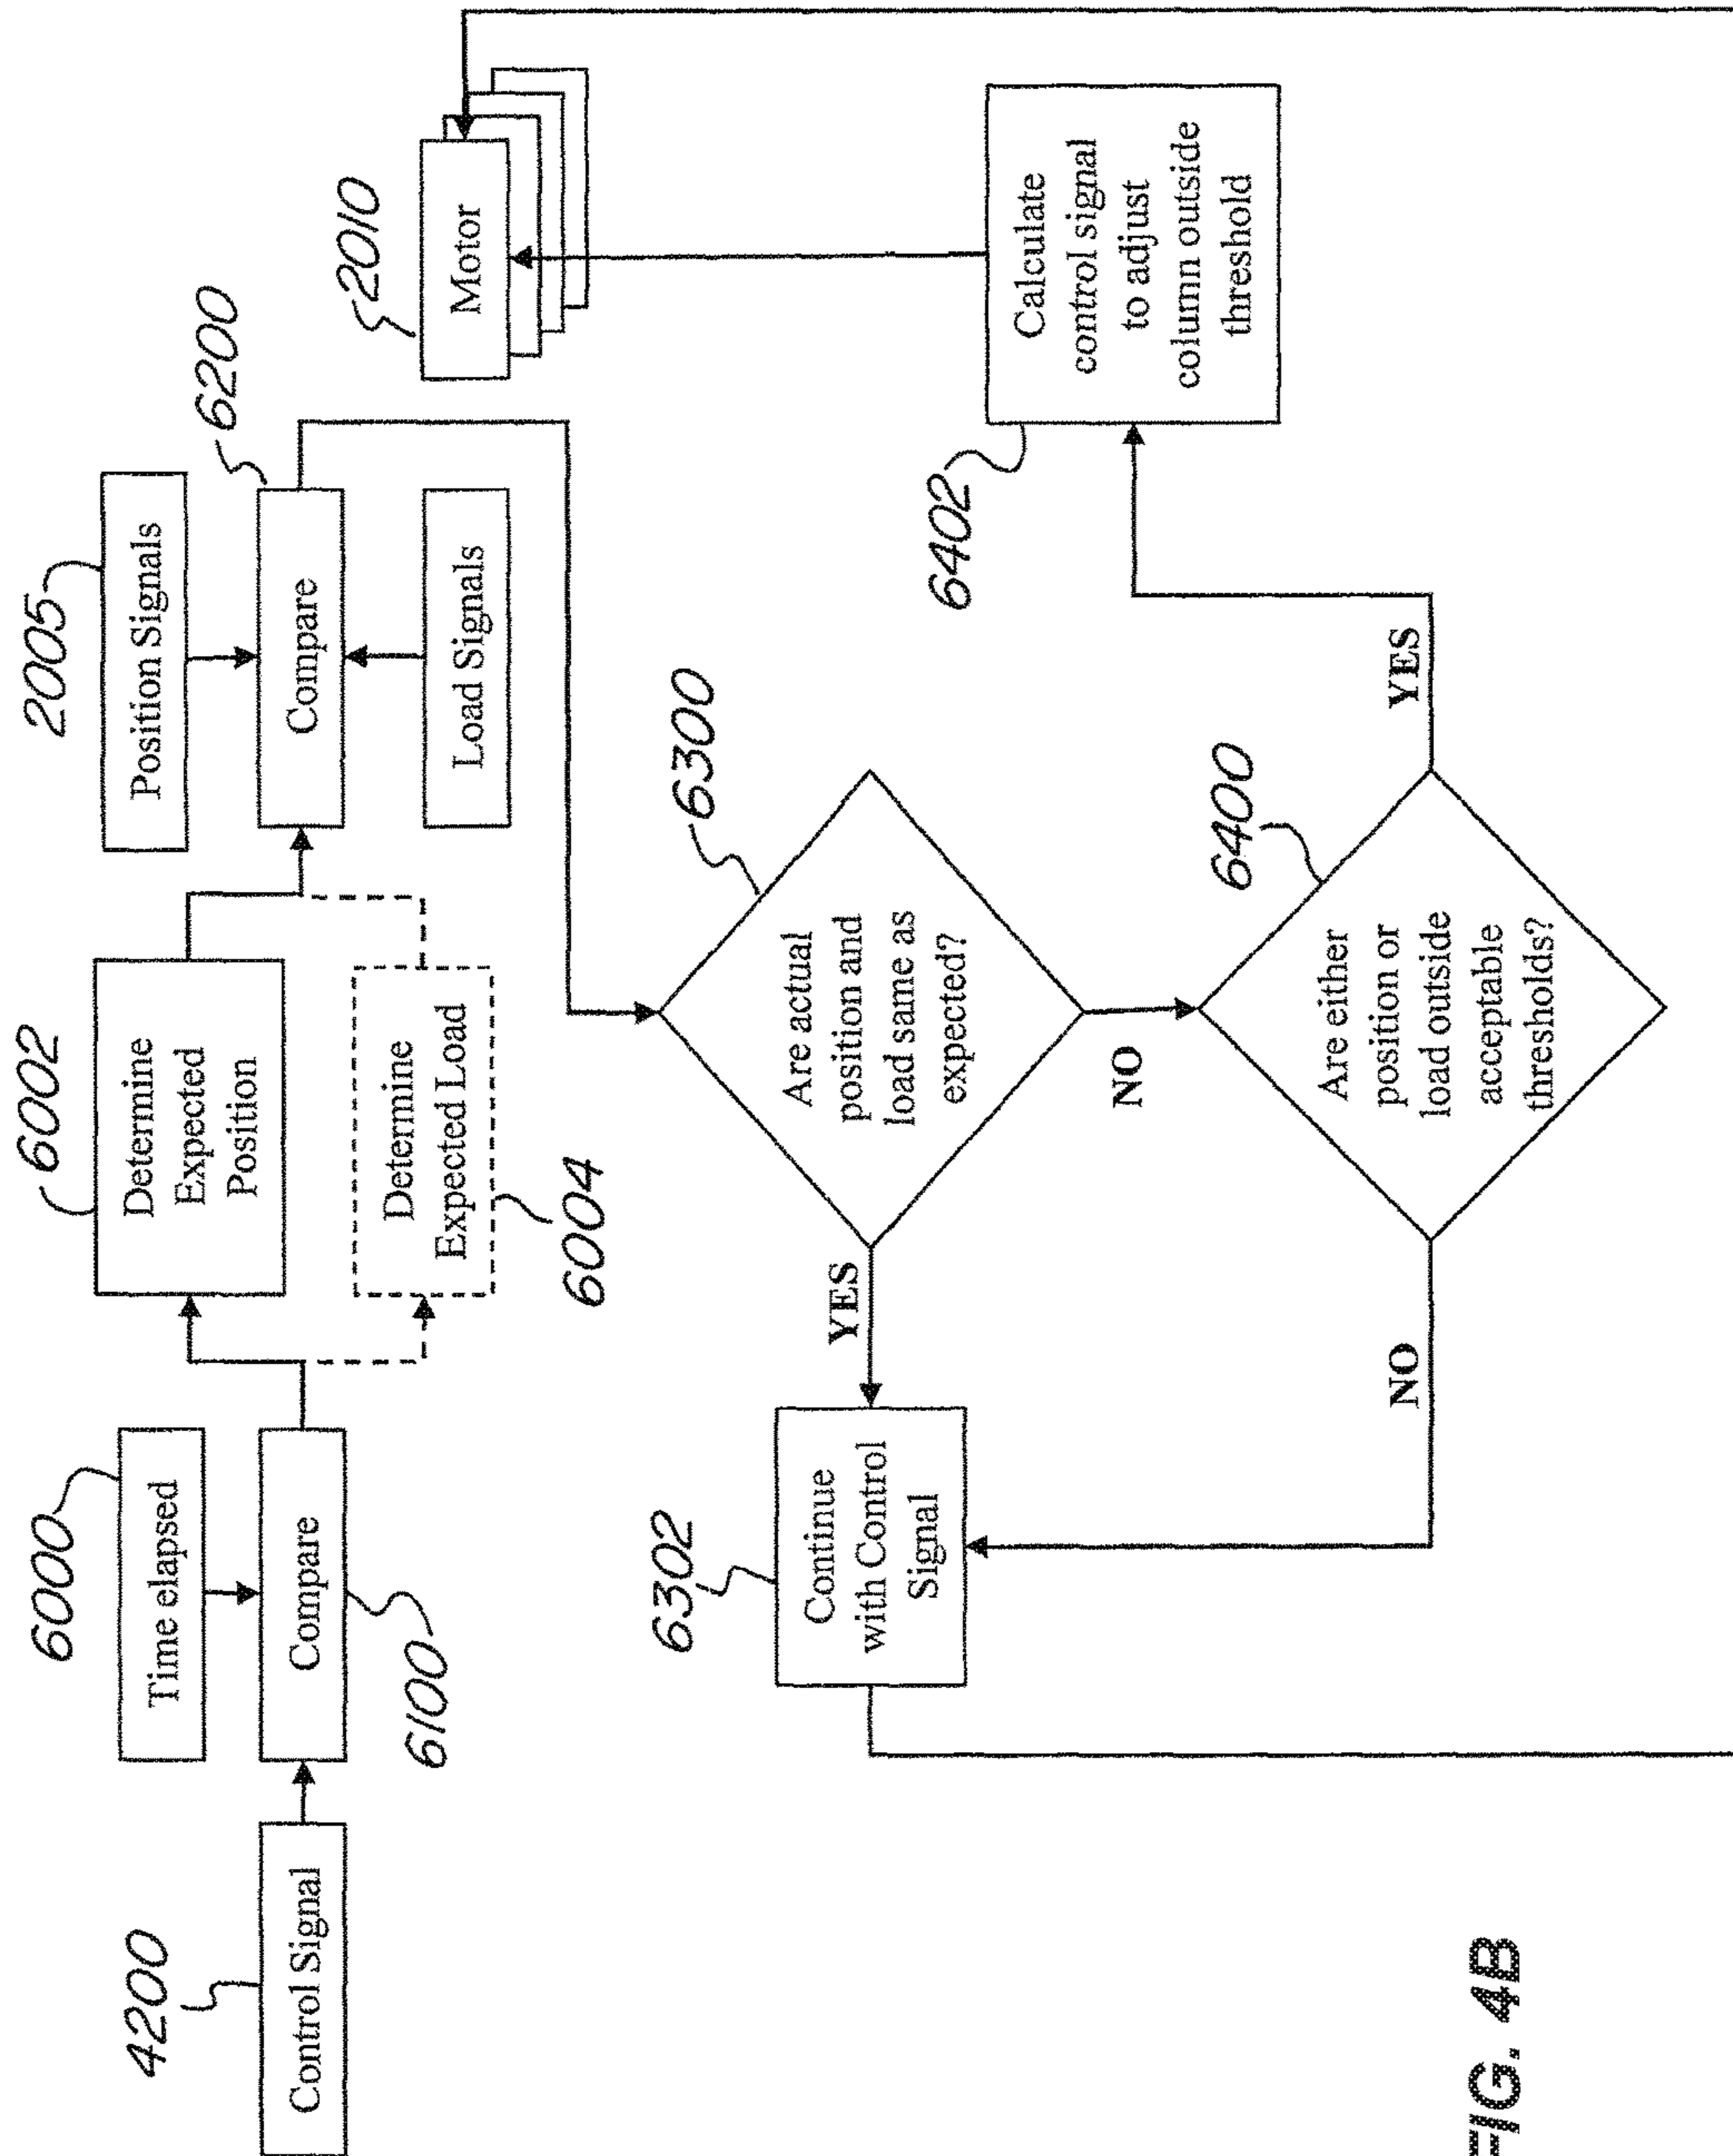 4200
Control Signal
6000
Time elapsed
Compare
6100
6002
Determine
Expected
Position
Determine
Expected Load
6004
2005
Position Signals
6200
Compare
Load Signals
2010
Motor
6300
Are actual
position and
load same as
expected?
YES
NO
6302
Continue
with Control
Signal
6400
Are either
position or
load outside
acceptable
thresholds?
NO
YES
6402
Calculate
control signal
to adjust
column outside
threshold
FIG. 4B